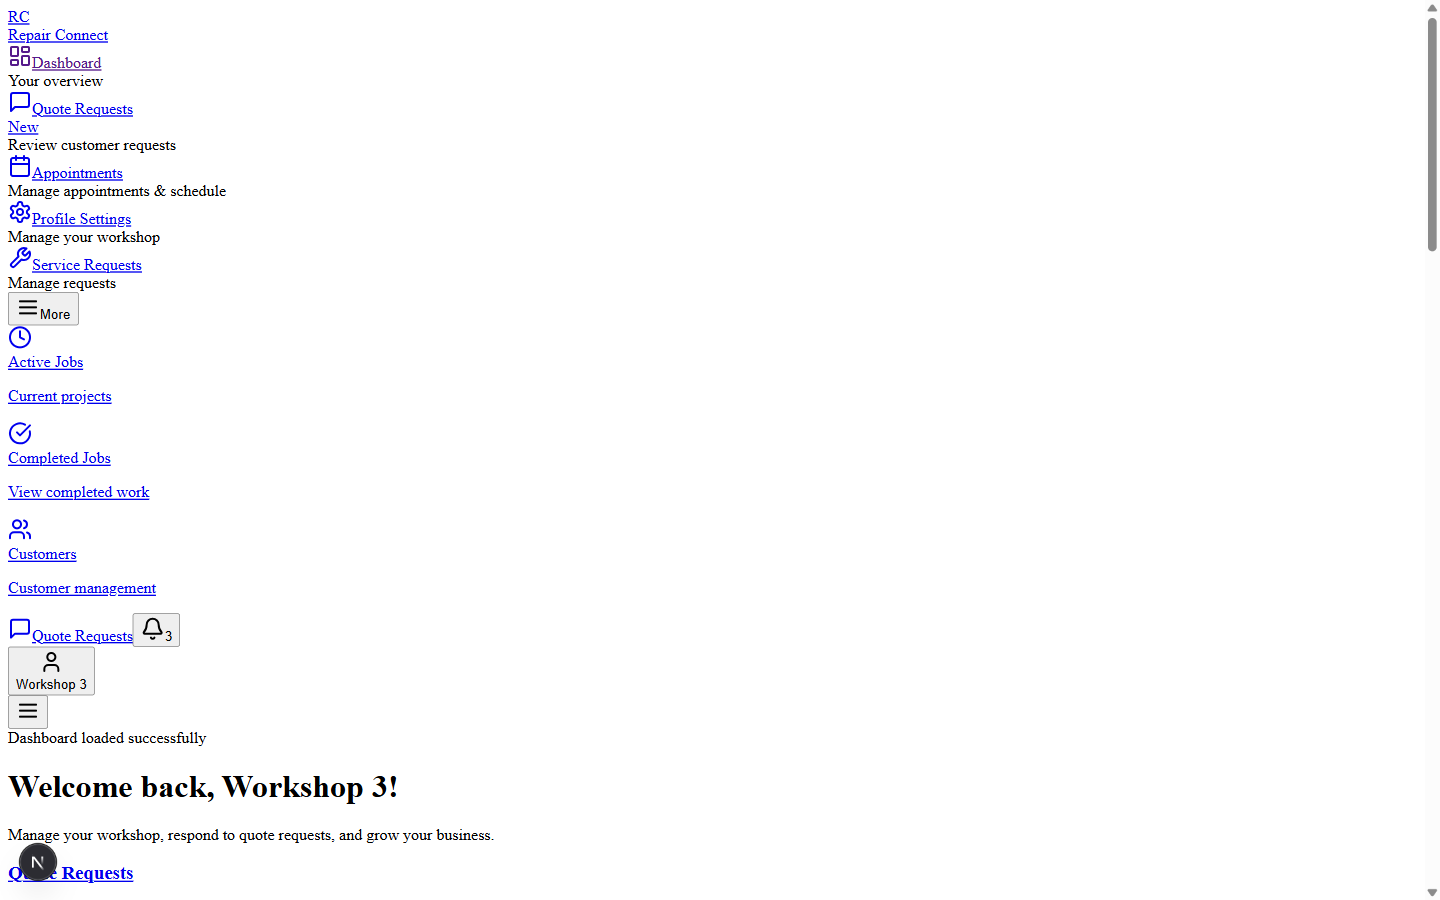 RC
Repair Connect
Dashboard
Your overview
Quote Requests
New
Review customer requests
Appointments
Manage appointments & schedule
Profile Settings
Manage your workshop
Service Requests
Manage requests
More
Active Jobs
Current projects
Completed Jobs
View completed work
Customers
Customer management
Quote Requests 3
Workshop 3
Dashboard loaded successfully
Welcome back, Workshop 3!
Manage your workshop, respond to quote requests, and grow your business.
N
Quote Requests